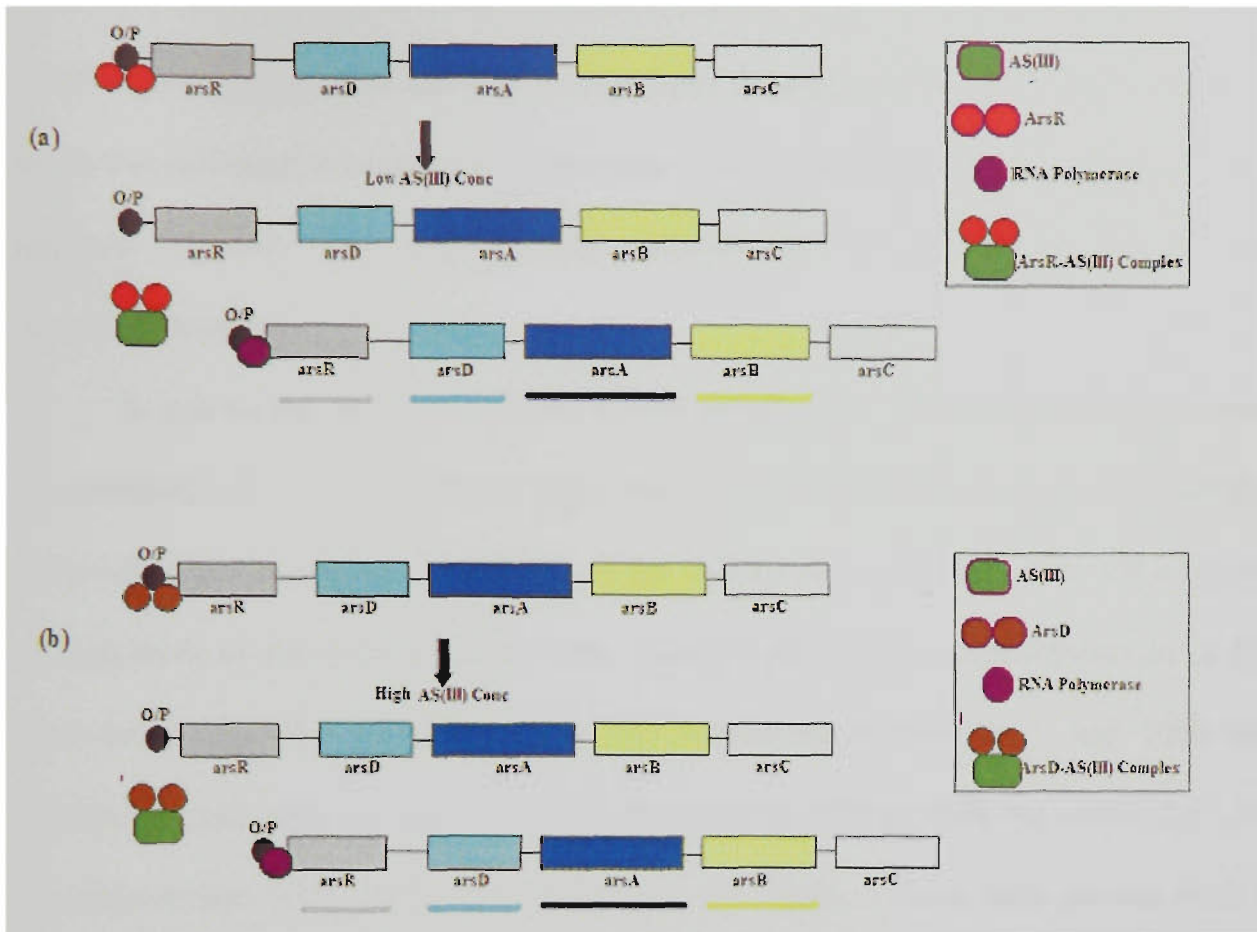 O/P
arsR arsD arsA arsB arsC
(a)
Low AS(III) Conc
O/P
arsR arsD arsA arsB arsC
O/P
arsR arsD arsA arsB arsC
AS(III)
ArsR
RNA Polymerase
(ArsR-AS(III) Complex
O/P
arsR arsD arsA arsB arsC
(b)
High AS(III) Conc
O/P
arsR arsD arsA arsB arsC
O/P
arsR arsD arsA arsB arsC
AS(III)
ArsD
RNA Polymerase
ArsD-AS(III) Complex